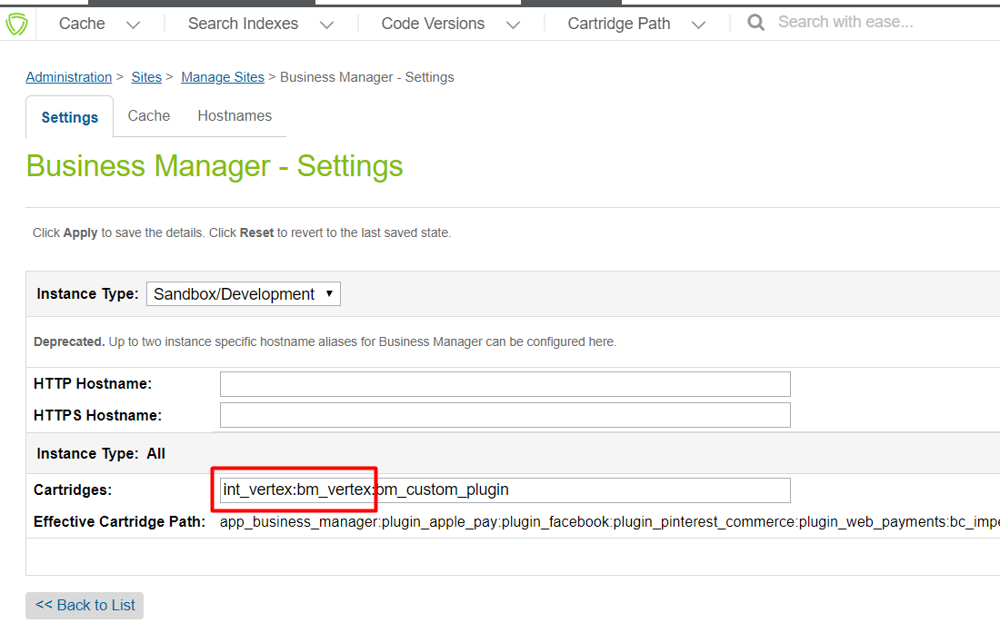 Cache Search Indexes Code Versions Cartridge Path Search with ease...
Administration > Sites > Manage Sites > Business Manager - Settings
Settings Cache Hostnames
Business Manager - Settings
Click Apply to save the details. Click Reset to revert to the last saved state.
Instance Type: Sandbox/Development
Deprecated. Up to two instance specific hostname aliases for Business Manager can be configured here.
HTTP Hostname:
HTTPS Hostname:
Instance Type: All
Cartridges: int_vertex:bm_vertex:bm_custom_plugin
Effective Cartridge Path: app_business_manager:plugin_apple_pay:plugin_facebook:plugin_pinterest_commerce:plugin_web_payments:bc_impe
<< Back to List